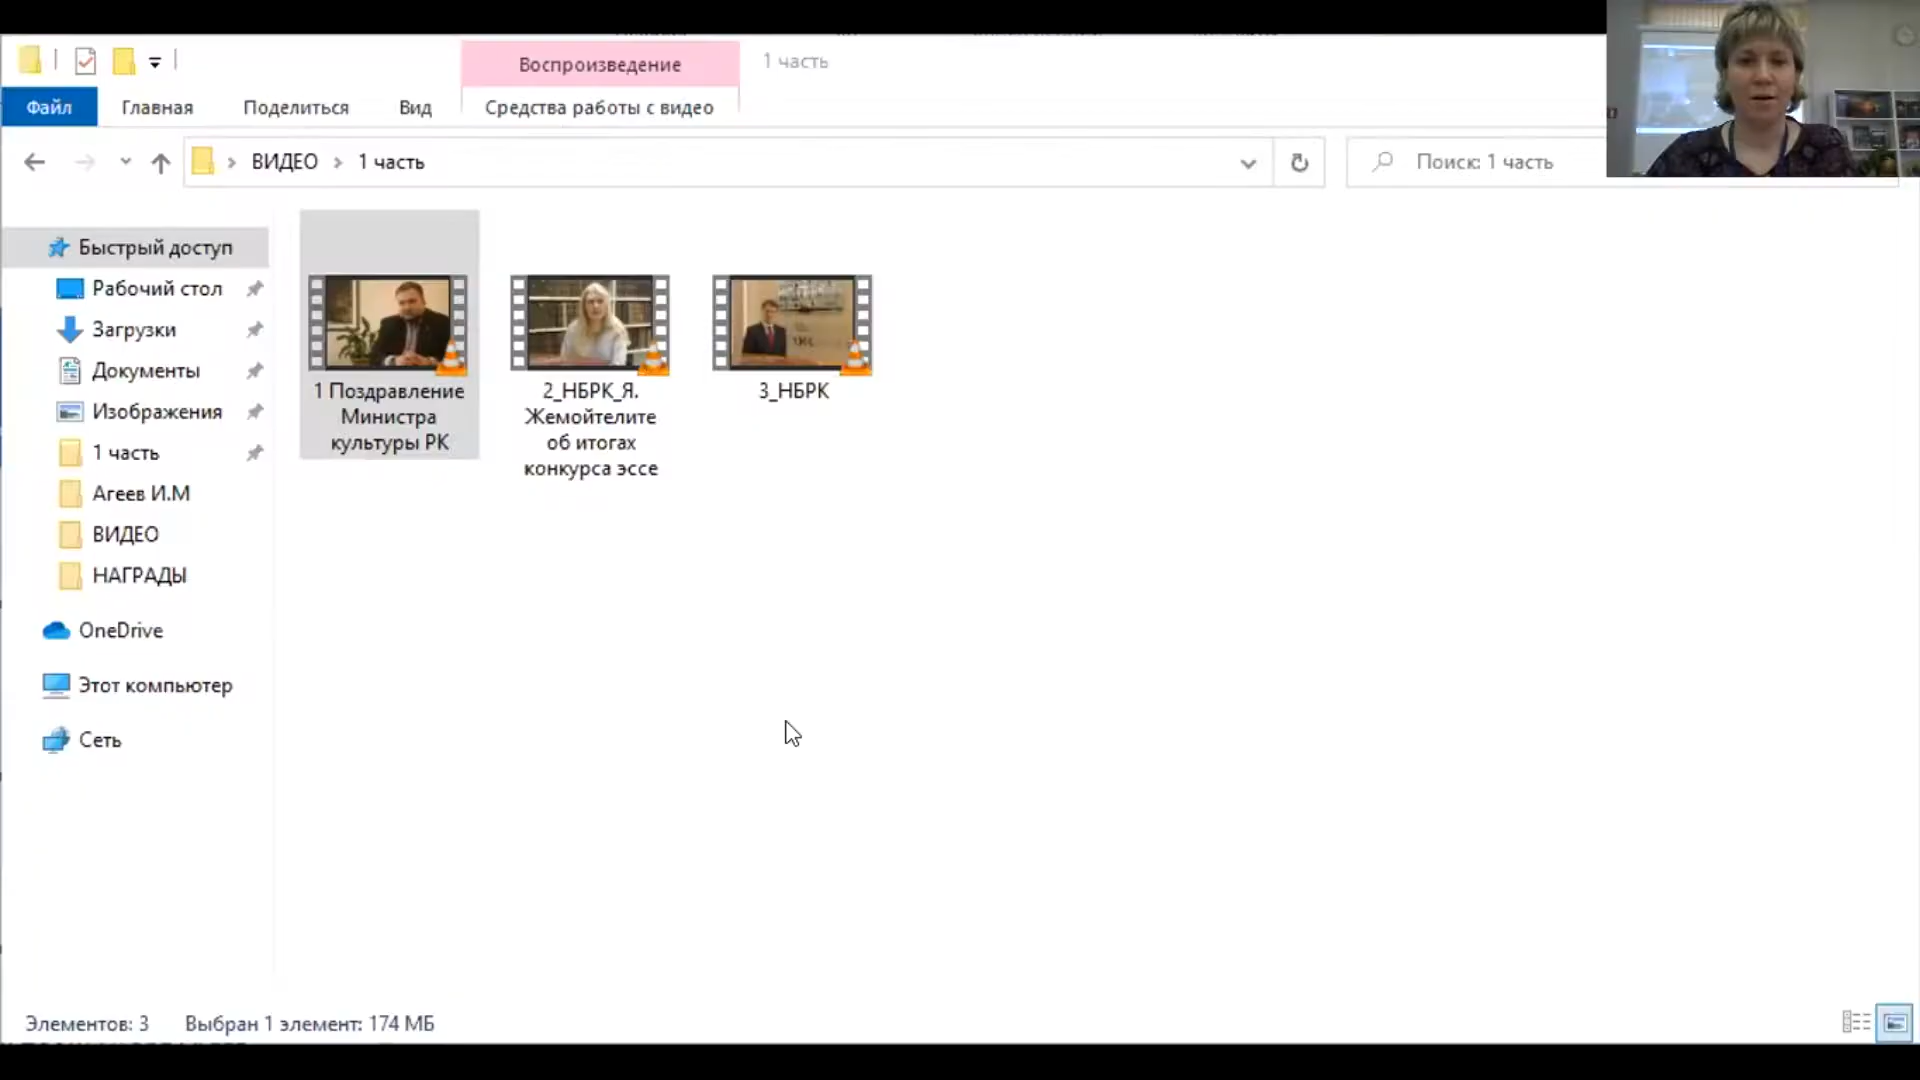 Воспроизведение
1 часть
Файл
Главная
Поделиться
Вид
Средства работы с видео
ВИДЕО
1 часть
Поиск: 1 часть
Быстрый доступ
Рабочий стол
Загрузки
Документы
Изображения
1 часть
Агеев И.М
ВИДЕО
НАГРАДЫ
OneDrive
Этот компьютер
Сеть
1 Поздравление
Министра
культуры РК
2_НБРК_Я.
Жемойтелите
об итогах
конкурса эссе
3_НБРК
Элементов: 3
Выбран 1 элемент: 174 МБ